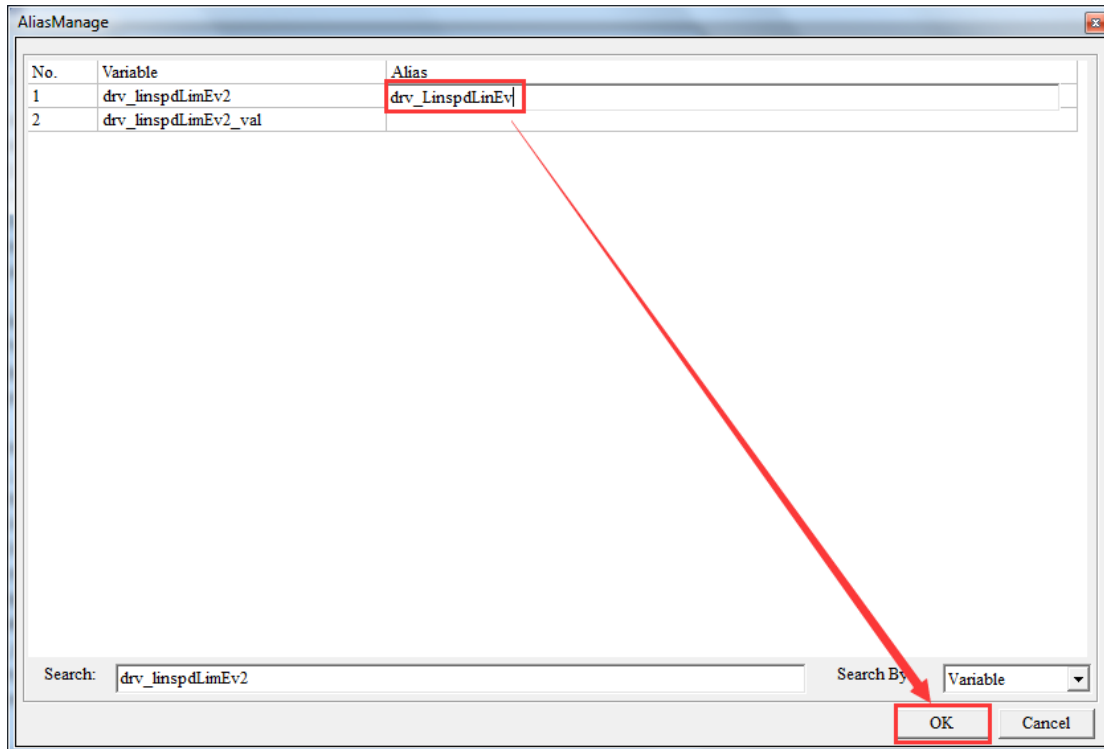 AliasManage
No. Variable Alias
1 drv_linspdLimEv2 drv_LinspdLinEv
2 drv_linspdLimEv2_val
Search: drv_linspdLimEv2 Search By Variable
OK Cancel